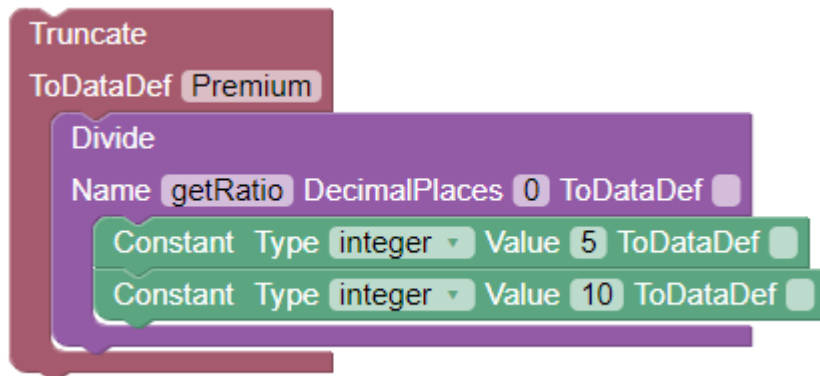 Truncate
ToDataDef Premium
Divide
Name getRatio DecimalPlaces 0 ToDataDef
Constant Type integer Value 5 ToDataDef
Constant Type integer Value 10 ToDataDef